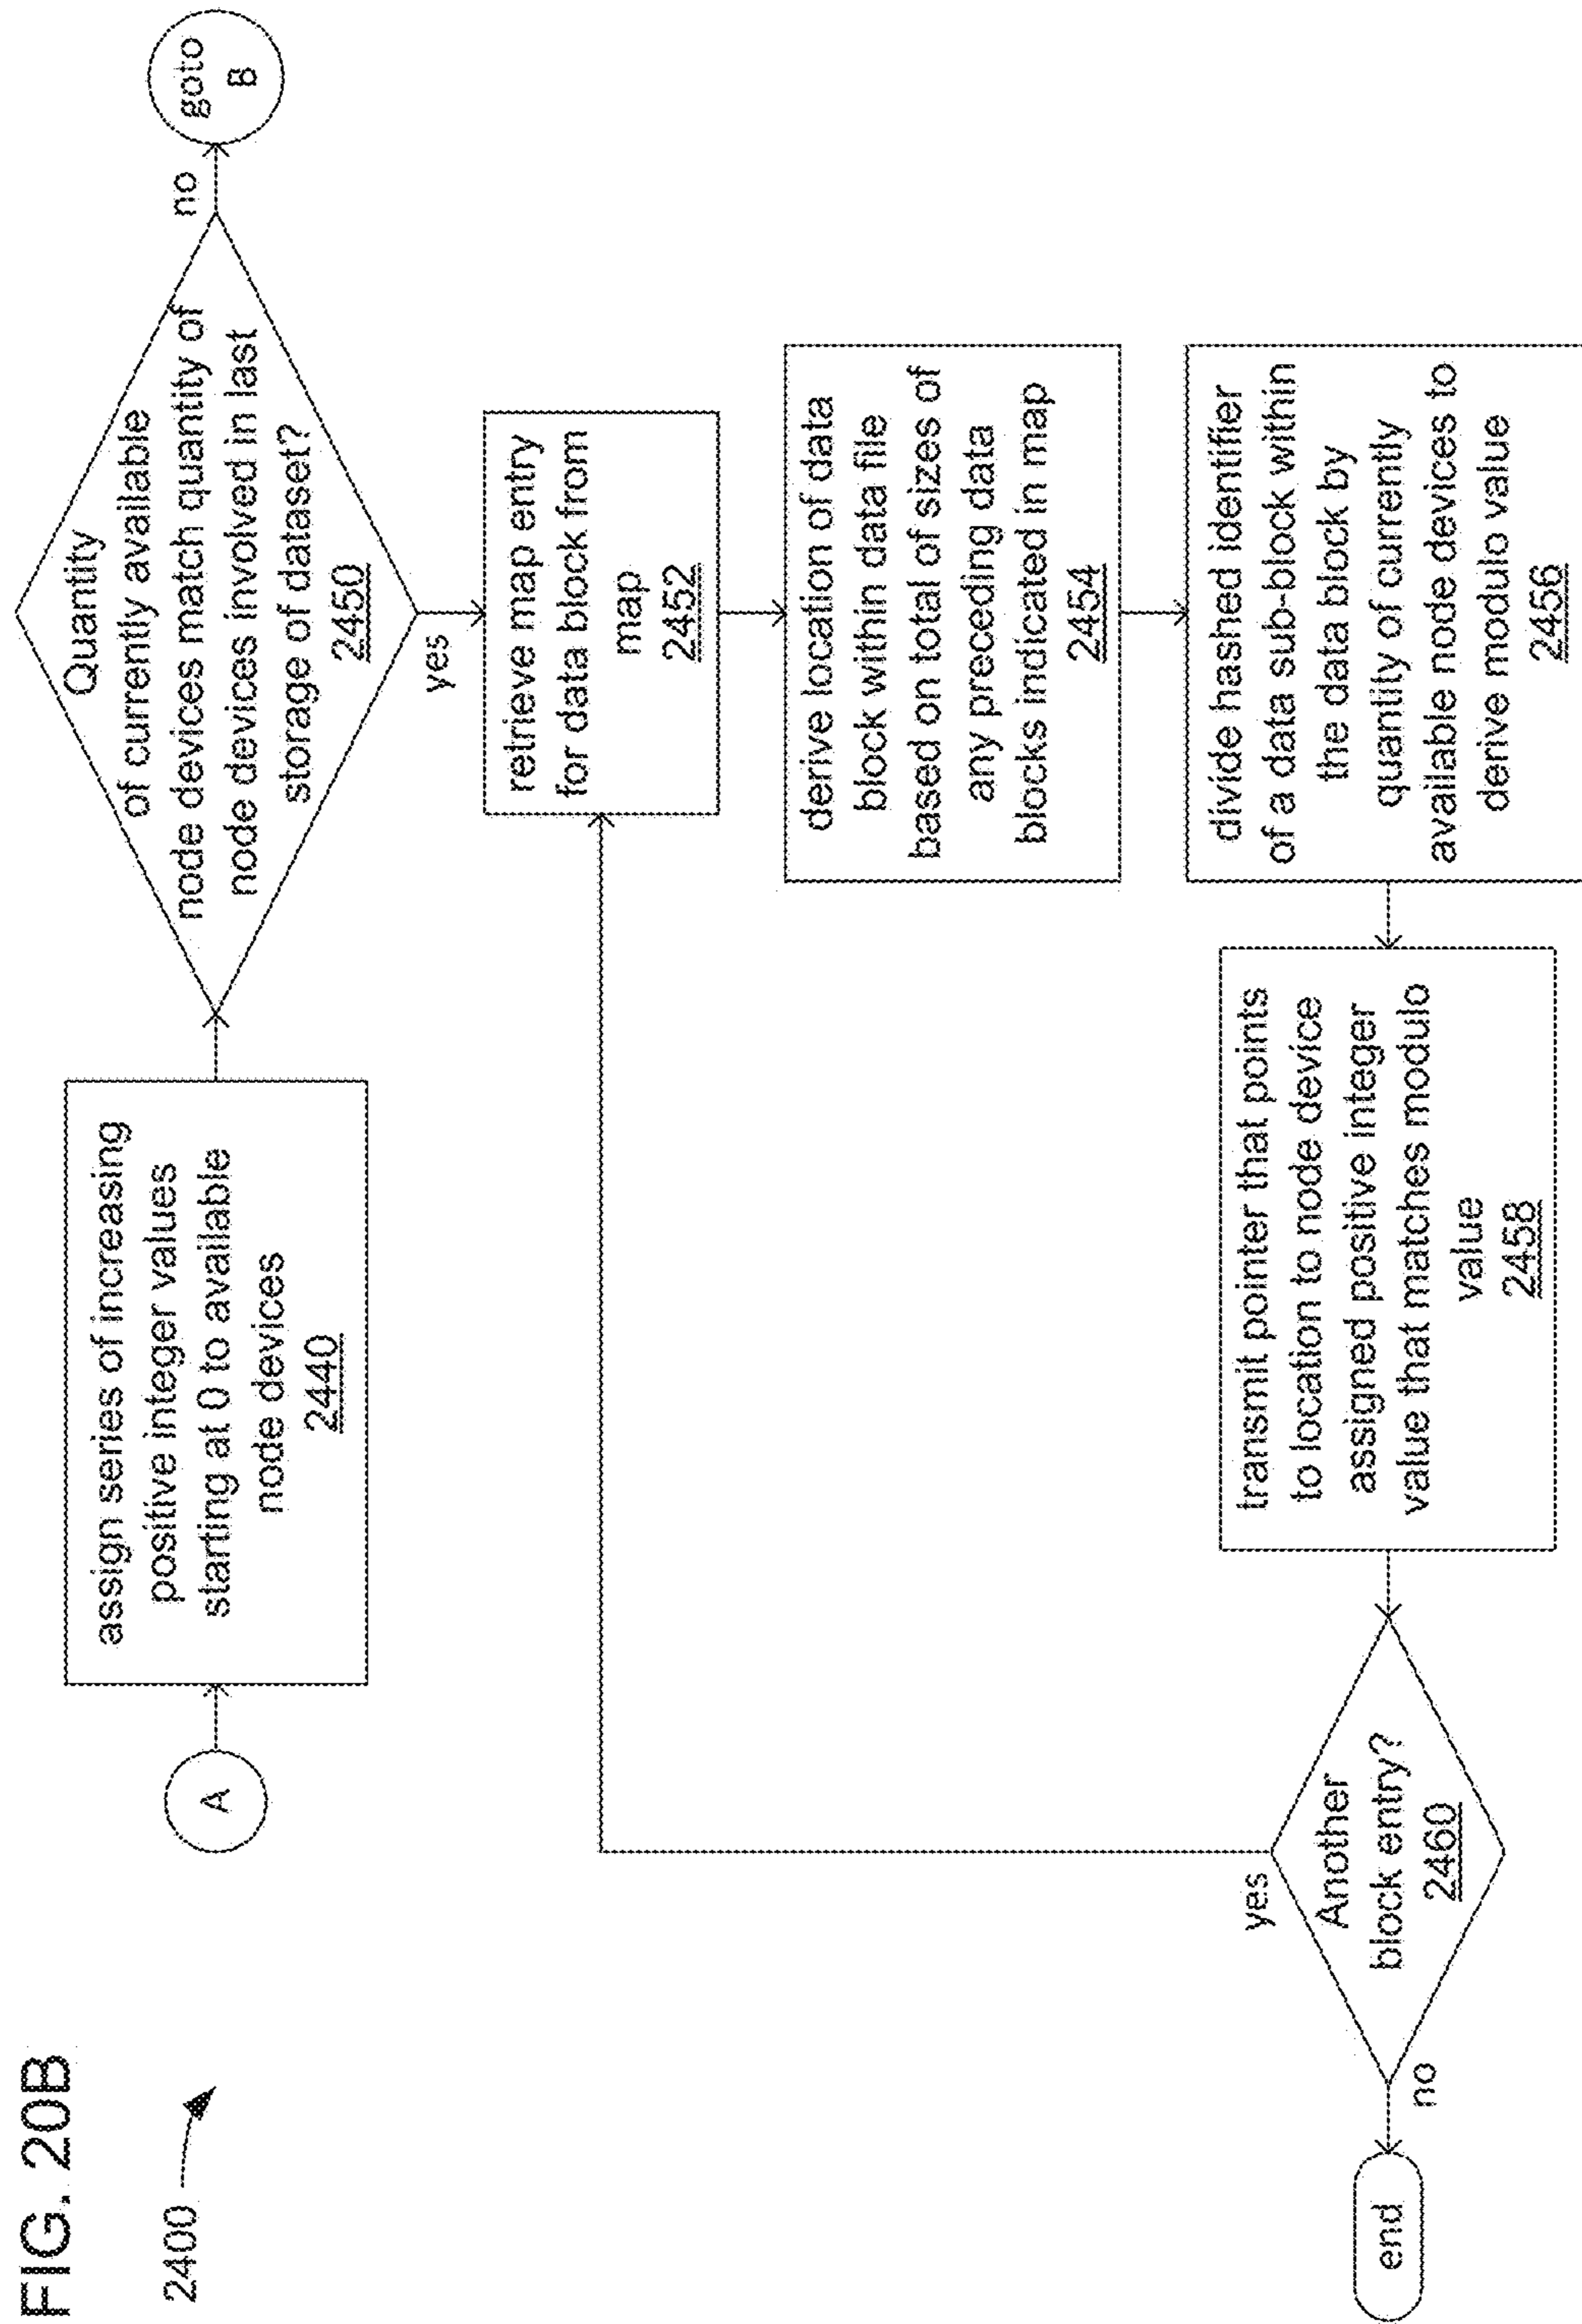 FIG. 20B
2400
A
assign series of increasing
positive integer values
starting at 0 to available
node devices
2440
Quantity
of currently available
node devices match quantity of
node devices involved in last
storage of dataset?
2450
no
goto
B
yes
retrieve map entry
for data block from
map
2452
derive location of data
block within data file
based on total of sizes of
any preceding data
blocks indicated in map
2454
divide hashed identifier
of a data sub-block within
the data block by
quantity of currently
available node devices to
derive modulo value
2456
transmit pointer that points
to location to node device
assigned positive integer
value that matches modulo
value
2458
Another
block entry?
2460
yes
no
end